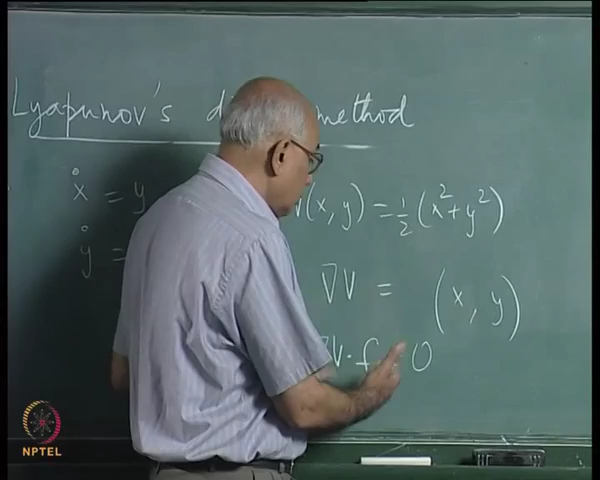 Lyapunov's method
ẋ = y
V(x, y) = ½ (x² + y²)
ẏ =
∇V = (x, y)
∇V · f 0
NPTEL